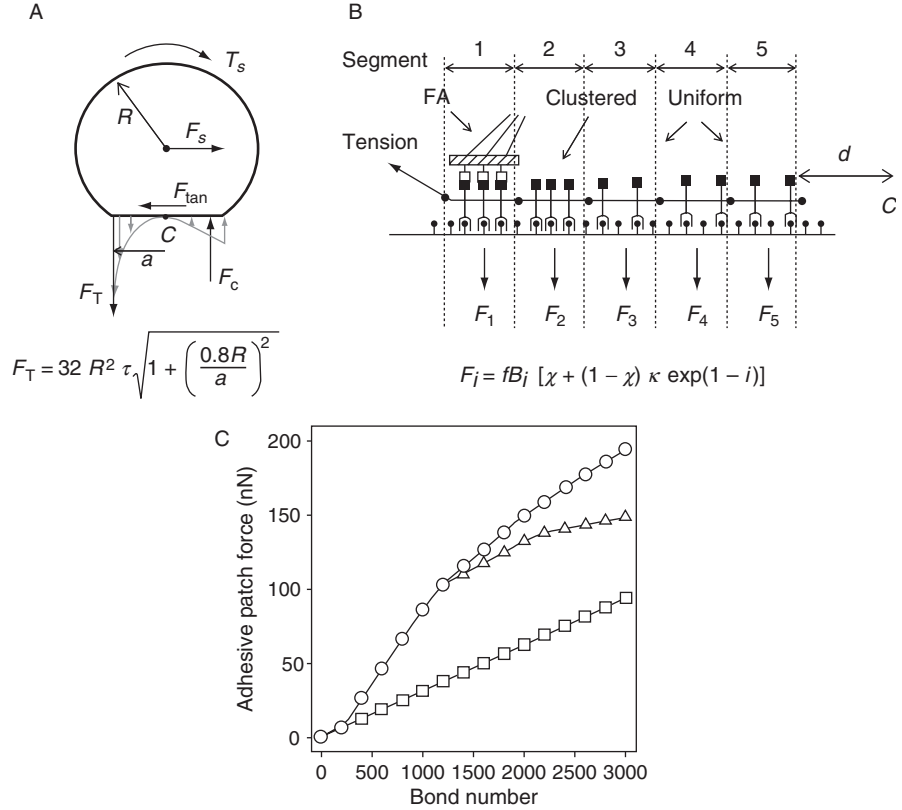 A
T_s
R
F_s
F_tan
C
a
F_T
F_c
F_T = 32 R² τ √(1 + (0.8R / a)²)
B
Segment
1 2 3 4 5
FA
Clustered
Uniform
Tension
d
C
F_1 F_2 F_3 F_4 F_5
F_i = fB_i [χ + (1 − χ) κ exp(1 − i)]
C
Adhesive patch force (nN)
200
150
100
50
0
0 500 1000 1500 2000 2500 3000
Bond number